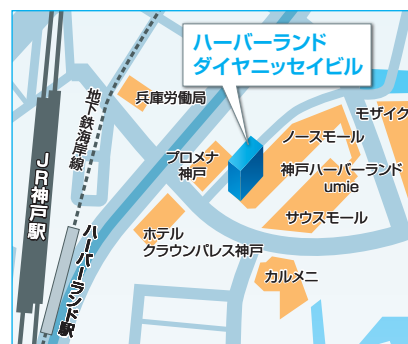 ハーバーランド
ダイヤニッセイビル
兵庫労働局
地下鉄海岸線
モザイク
ノースモール
プロメナ
神戸
神戸ハーバーランド
umie
JR神戸駅
サウスモール
ハーバーランド駅
ホテル
クラウンパレス神戸
カルメニ